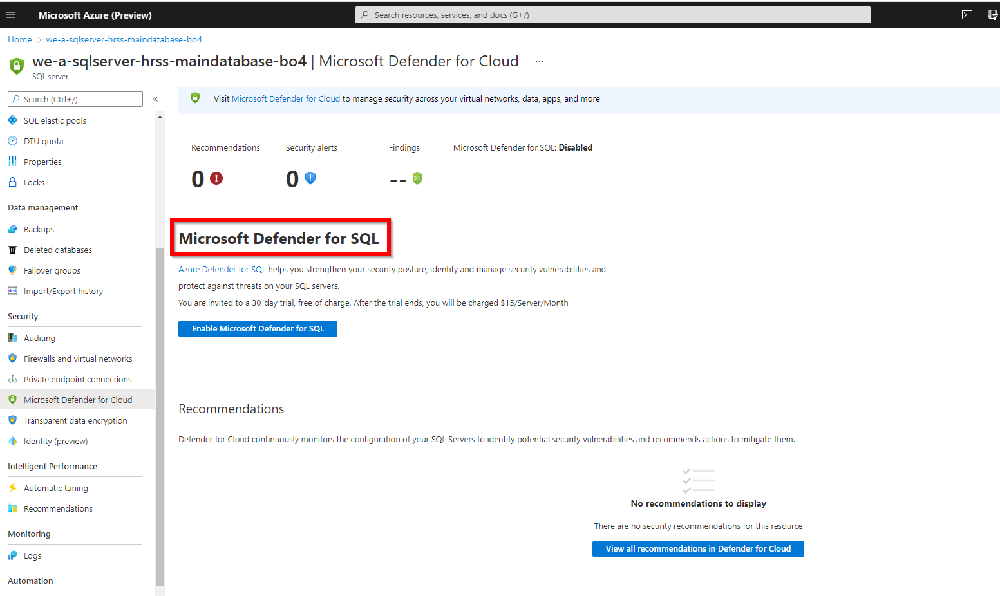 Microsoft Azure (Preview)
Search resources, services, and docs (G+/)
Home > we-a-sqlserver-hrss-maindatabase-bo4
we-a-sqlserver-hrss-maindatabase-bo4 | Microsoft Defender for Cloud ...
SQL server
Search (Ctrl+/)
«
SQL elastic pools
DTU quota
Properties
Locks
Data management
Backups
Deleted databases
Failover groups
Import/Export history
Security
Auditing
Firewalls and virtual networks
Private endpoint connections
Microsoft Defender for Cloud
Transparent data encryption
Identity (preview)
Intelligent Performance
Automatic tuning
Recommendations
Monitoring
Logs
Automation
Visit Microsoft Defender for Cloud to manage security across your virtual networks, data, apps, and more
Recommendations
0
Security alerts
0
Findings
--
Microsoft Defender for SQL: Disabled
Microsoft Defender for SQL
Azure Defender for SQL helps you strengthen your security posture, identify and manage security vulnerabilities and
protect against threats on your SQL servers.
You are invited to a 30-day trial, free of charge. After the trial ends, you will be charged $15/Server/Month
Enable Microsoft Defender for SQL
Recommendations
Defender for Cloud continuously monitors the configuration of your SQL Servers to identify potential security vulnerabilities and recommends actions to mitigate them.
No recommendations to display
There are no security recommendations for this resource
View all recommendations in Defender for Cloud